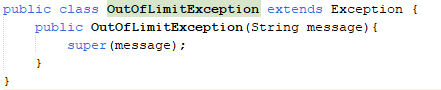 public class OutOfLimitException extends Exception {
    public OutOfLimitException(String message){
        super(message);
    }
}